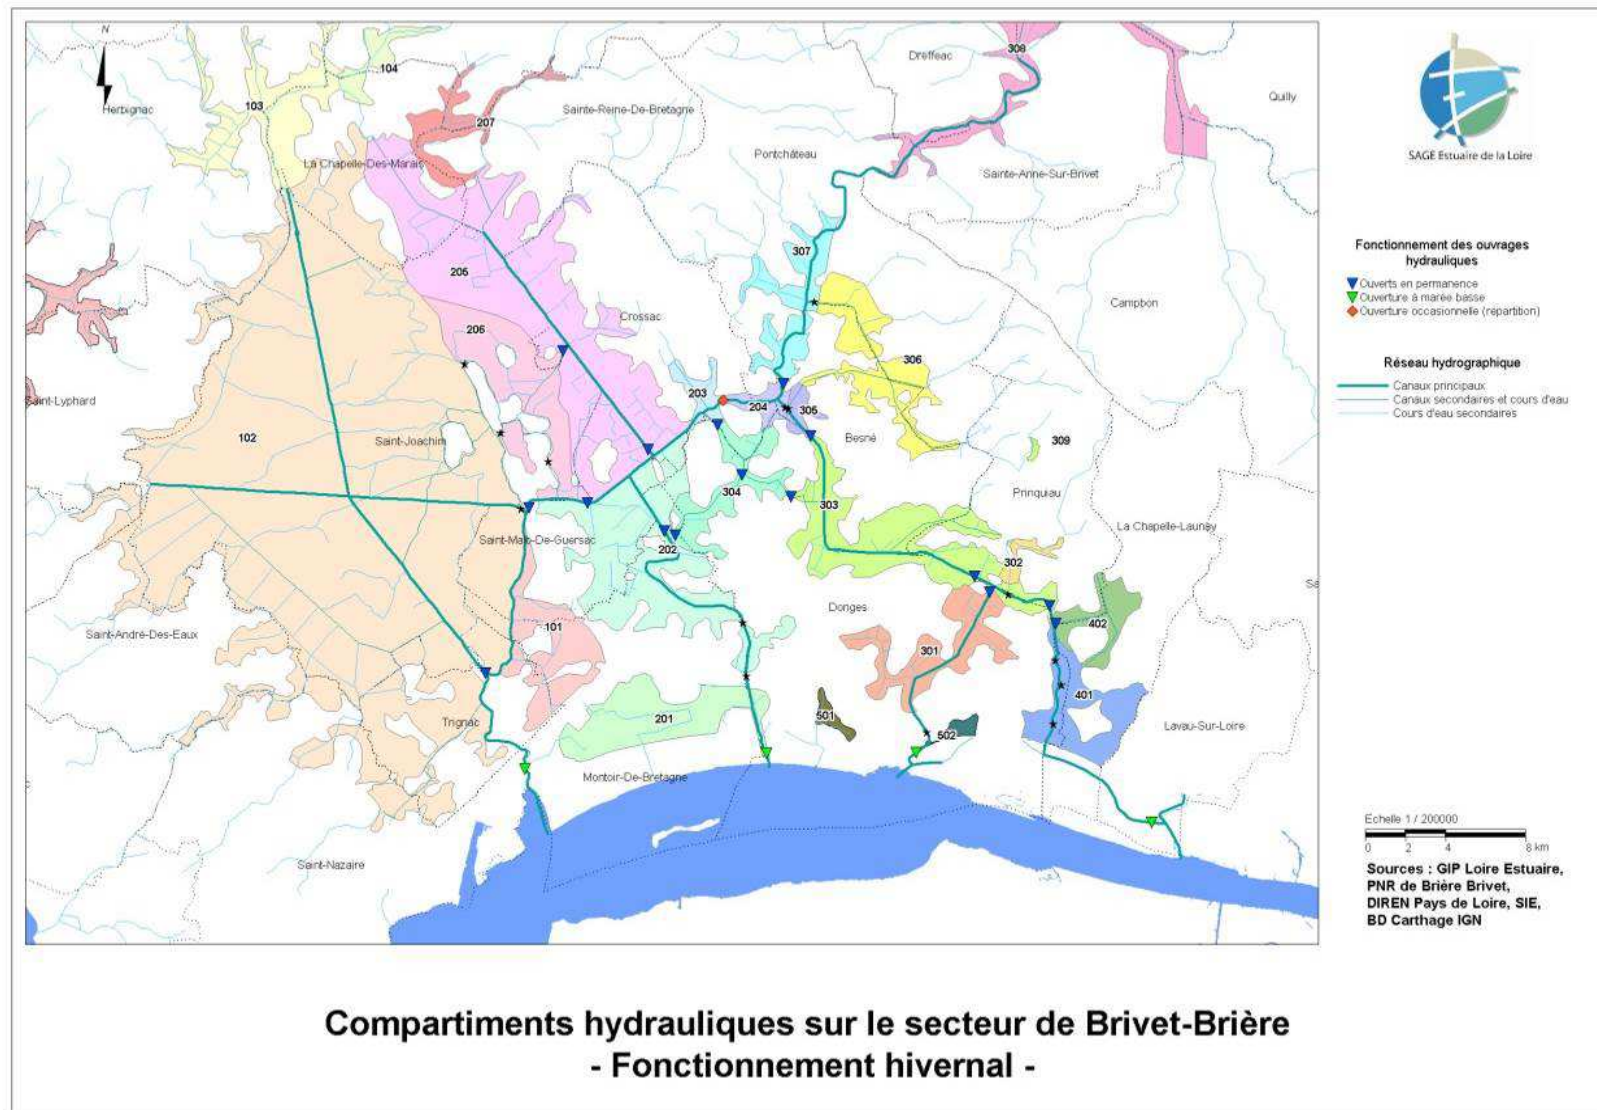 N
Herbignac
103
104
207
La Chapelle-Des-Marais
Sainte-Reine-De-Bretagne
Dreffeac
308
Quilly
Pontchâteau
Sainte-Anne-Sur-Brivet
307
206
206
Crossac
Campbon
306
Saint-Lyphard
102
Saint-Joachim
203
204
305
Besné
309
304
303
Prinquiau
La Chapelle-Launay
Saint-Malo-De-Guersac
202
302
Saint-André-Des-Eaux
101
Donges
301
402
401
201
501
502
Trignac
Lavau-Sur-Loire
Montoir-De-Bretagne
Saint-Nazaire
SAGE Estuaire de la Loire
Fonctionnement des ouvrages
hydrauliques
Ouverts en permanence
Ouverture à marée basse
Ouverture occasionnelle (repartition)
Réseau hydrographique
Canaux principaux
Canaux secondaires et cours d'eau
Cours d'eau secondaires
Echelle 1 / 200000
0 2 4 8 km
Sources : GIP Loire Estuaire,
PNR de Brière Brivet,
DIREN Pays de Loire, SIE,
BD Carthage IGN
Compartiments hydrauliques sur le secteur de Brivet-Brière
- Fonctionnement hivernal -